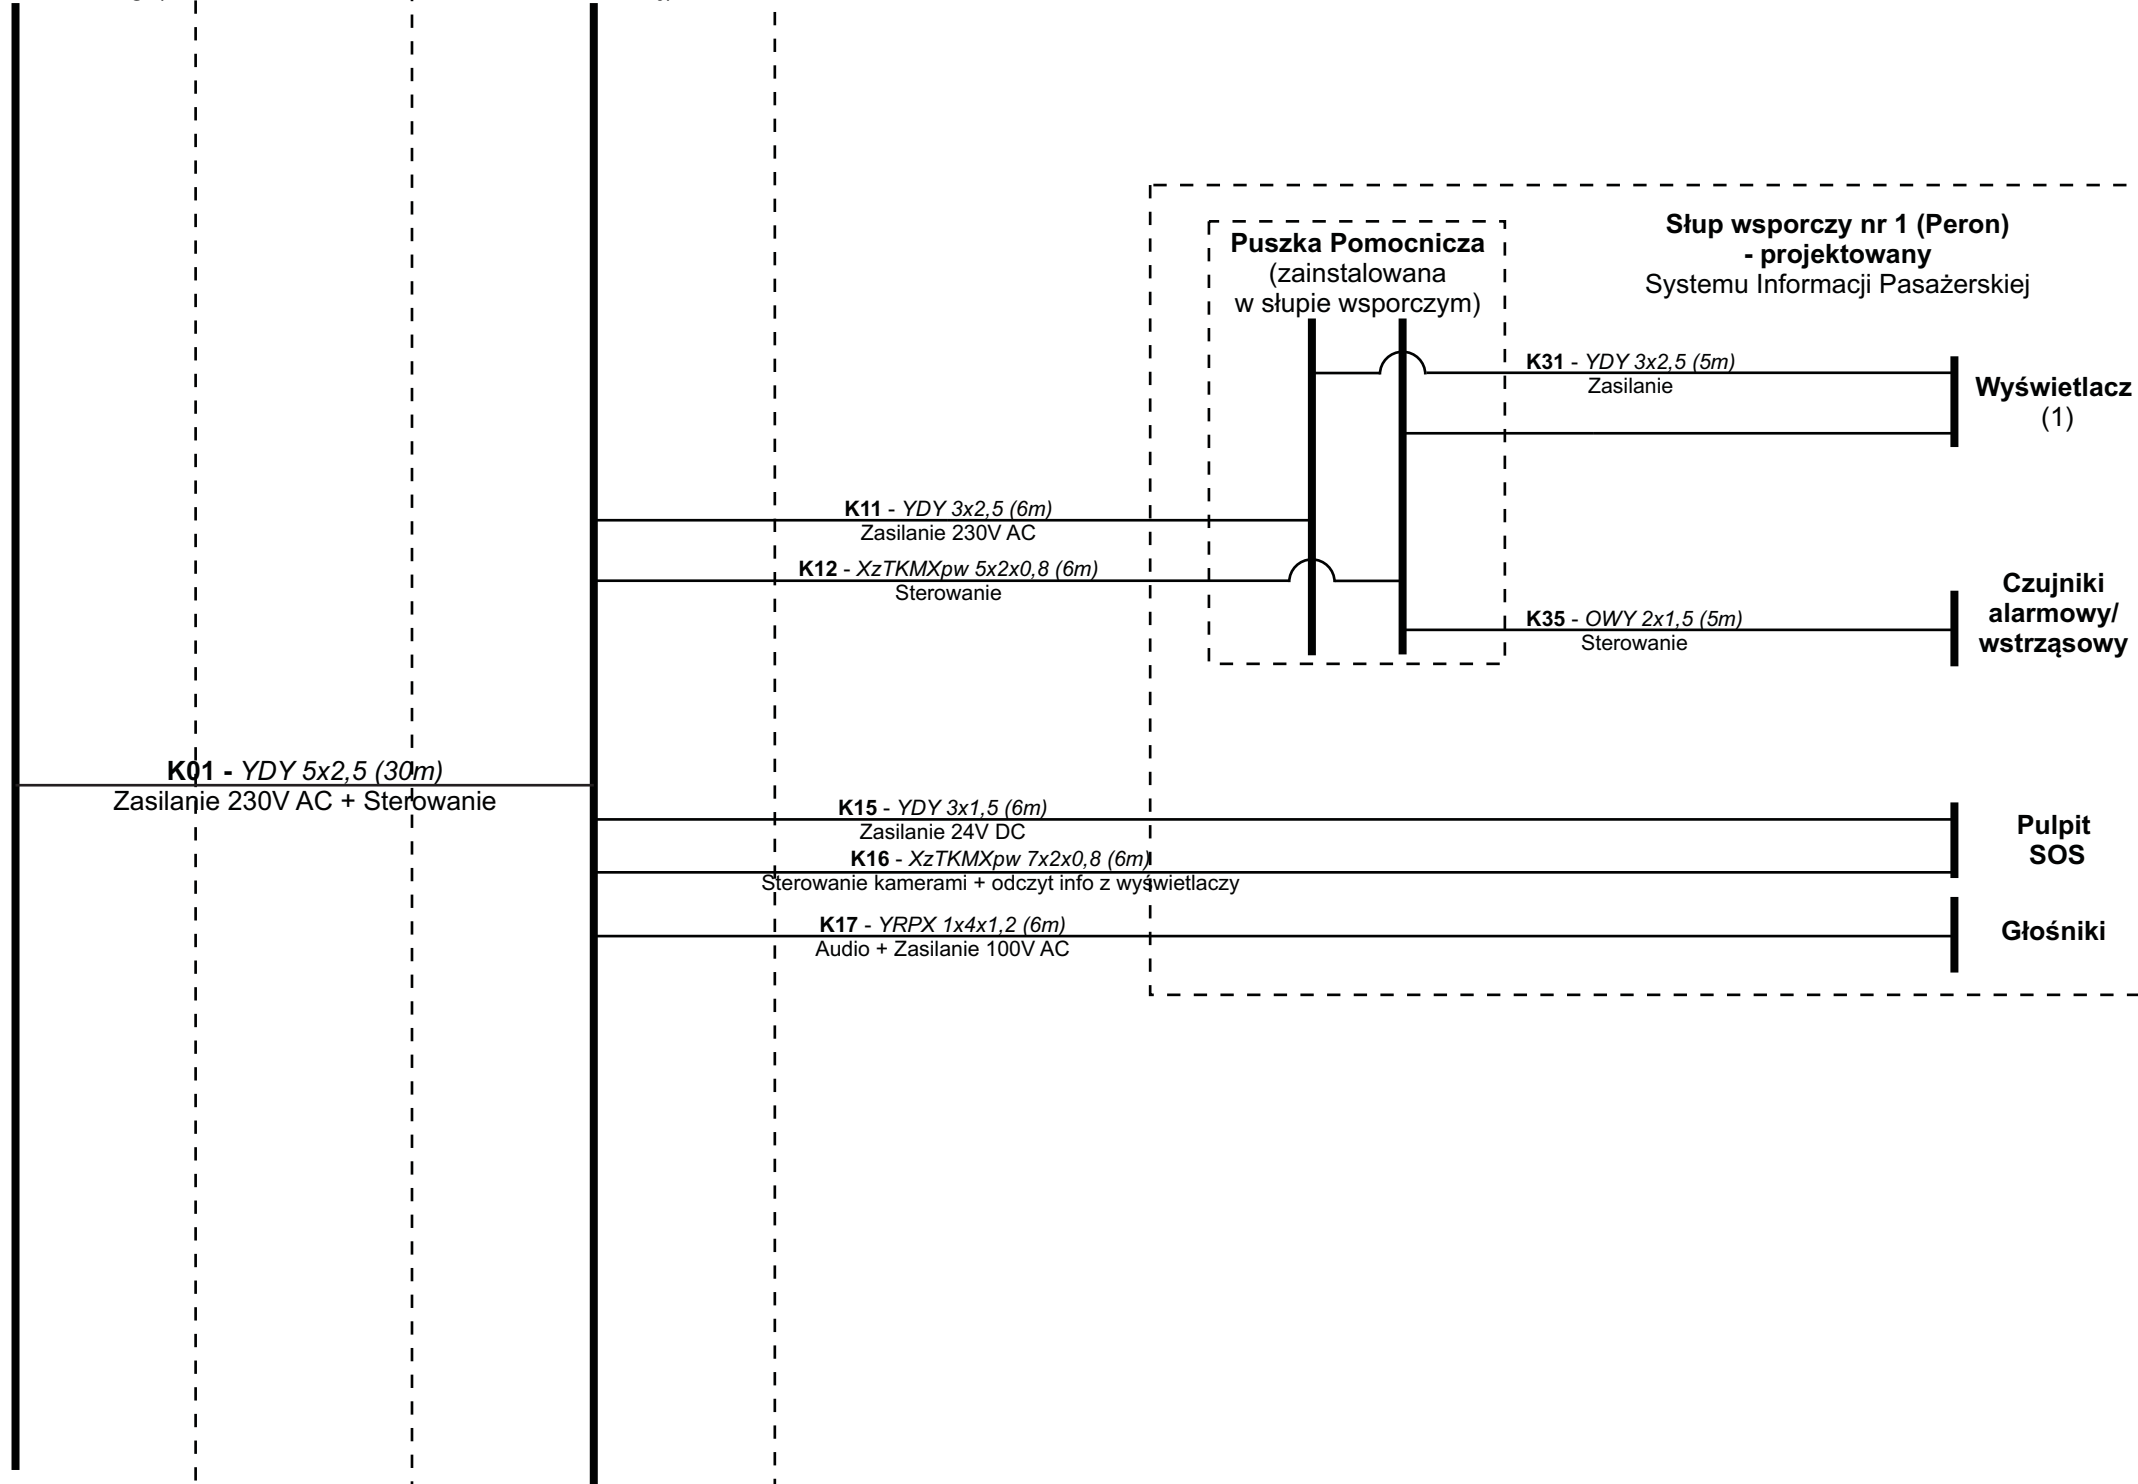 Puszka Pomocnicza
(zainstalowana
w słupie wsporczym)
Słup wsporczy nr 1 (Peron)
- projektowany
Systemu Informacji Pasażerskiej
K31 - YDY 3x2,5 (5m)
Zasilanie
Wyświetlacz
(1)
K11 - YDY 3x2,5 (6m)
Zasilanie 230V AC
K12 - XzTKMXpw 5x2x0,8 (6m)
Sterowanie
K35 - OWY 2x1,5 (5m)
Sterowanie
Czujniki
alarmowy/
wstrząsowy
K01 - YDY 5x2,5 (30m)
Zasilanie 230V AC + Sterowanie
K15 - YDY 3x1,5 (6m)
Zasilanie 24V DC
K16 - XzTKMXpw 7x2x0,8 (6m)
Sterowanie kamerami + odczyt info z wyświetlaczy
Pulpit
SOS
K17 - YRPX 1x4x1,2 (6m)
Audio + Zasilanie 100V AC
Głośniki